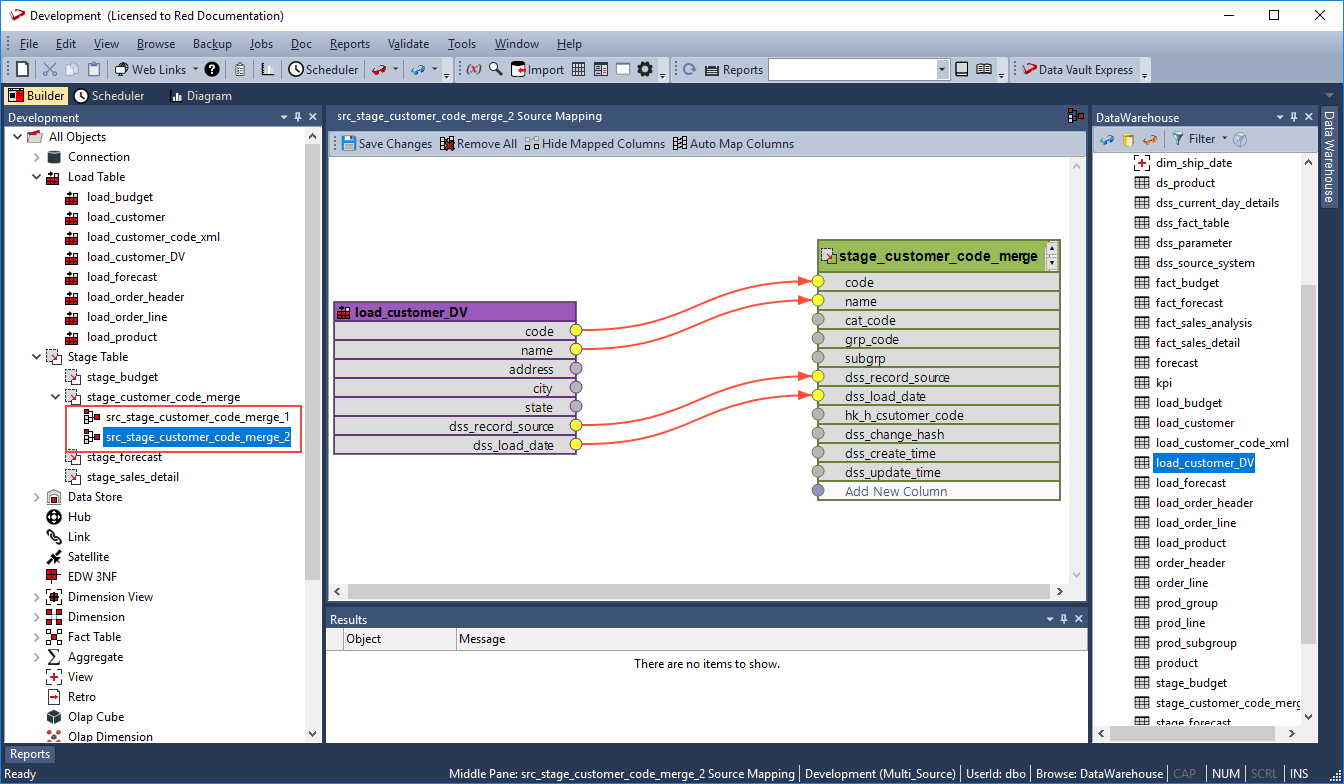 Development (Licensed to Red Documentation)
File Edit View Browse Backup Jobs Doc Reports Validate Tools Window Help
Web Links Scheduler (x) Import Reports Data Vault Express
Builder Scheduler Diagram
Development
All Objects
Connection
Load Table
load_budget
load_customer
load_customer_code_xml
load_customer_DV
load_forecast
load_order_header
load_order_line
load_product
Stage Table
stage_budget
stage_customer_code_merge
src_stage_customer_code_merge_1
src_stage_customer_code_merge_2
stage_forecast
stage_sales_detail
Data Store
Hub
Link
Satellite
EDW 3NF
Dimension View
Dimension
Fact Table
Aggregate
View
Retro
Olap Cube
Olap Dimension
src_stage_customer_code_merge_2 Source Mapping
Save Changes Remove All Hide Mapped Columns Auto Map Columns
load_customer_DV
code
name
address
city
state
dss_record_source
dss_load_date
stage_customer_code_merge
code
name
cat_code
grp_code
subgrp
dss_record_source
dss_load_date
hk_h_csutomer_code
dss_change_hash
dss_create_time
dss_update_time
Add New Column
Results
Object Message
There are no items to show.
DataWarehouse
Filter
dim_ship_date
ds_product
dss_current_day_details
dss_fact_table
dss_parameter
dss_source_system
fact_budget
fact_forecast
fact_sales_analysis
fact_sales_detail
forecast
kpi
load_budget
load_customer
load_customer_code_xml
load_customer_DV
load_forecast
load_order_header
load_order_line
load_product
order_header
order_line
prod_group
prod_line
prod_subgroup
product
stage_budget
stage_customer_code_merg
stage_forecast
DataWarehouse
Reports
Ready Middle Pane: src_stage_customer_code_merge_2 Source Mapping Development (Multi_Source) UserId: dbo Browse: DataWarehouse CAP NUM SCRL INS